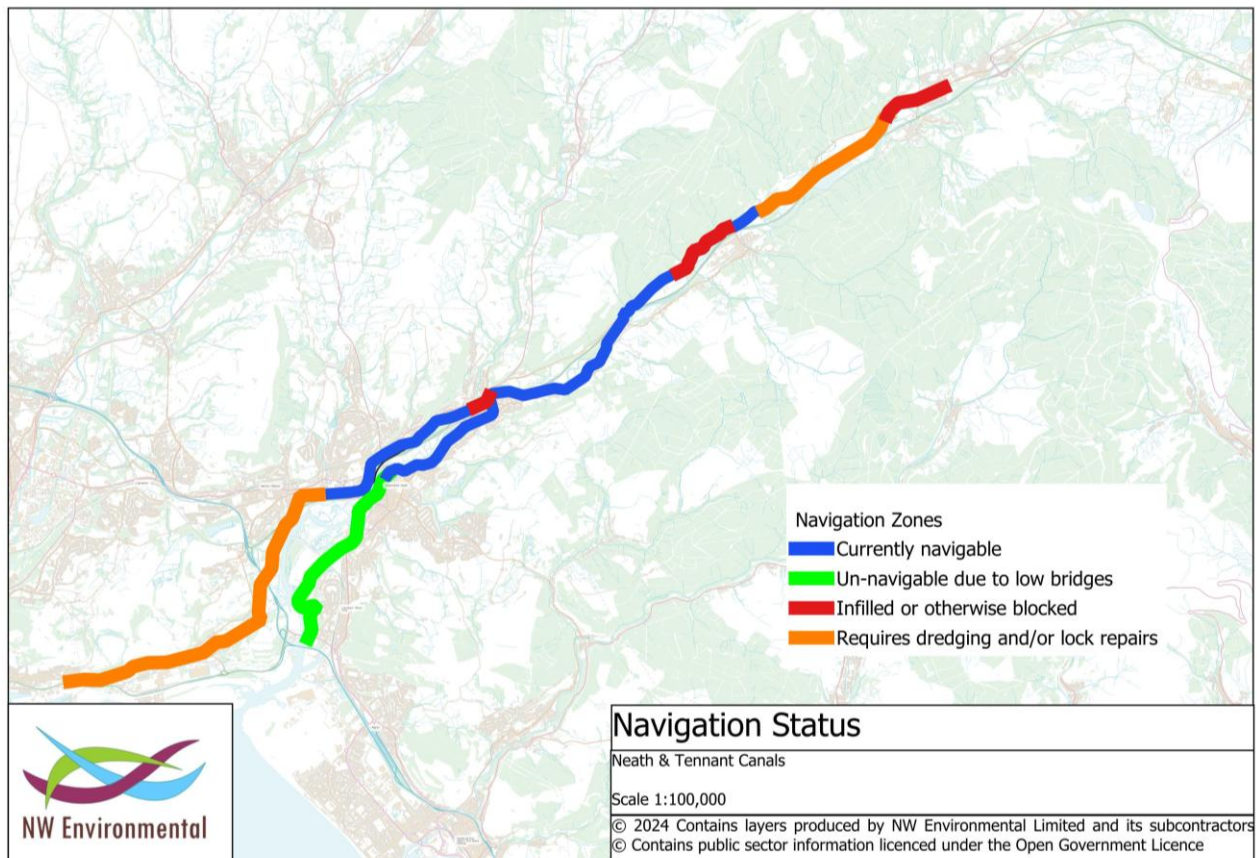 Navigation Zones
Currently navigable
Un-navigable due to low bridges
Infilled or otherwise blocked
Requires dredging and/or lock repairs
NW Environmental
Navigation Status
Neath & Tennant Canals
Scale 1:100,000
© 2024 Contains layers produced by NW Environmental Limited and its subcontractors
© Contains public sector information licenced under the Open Government Licence